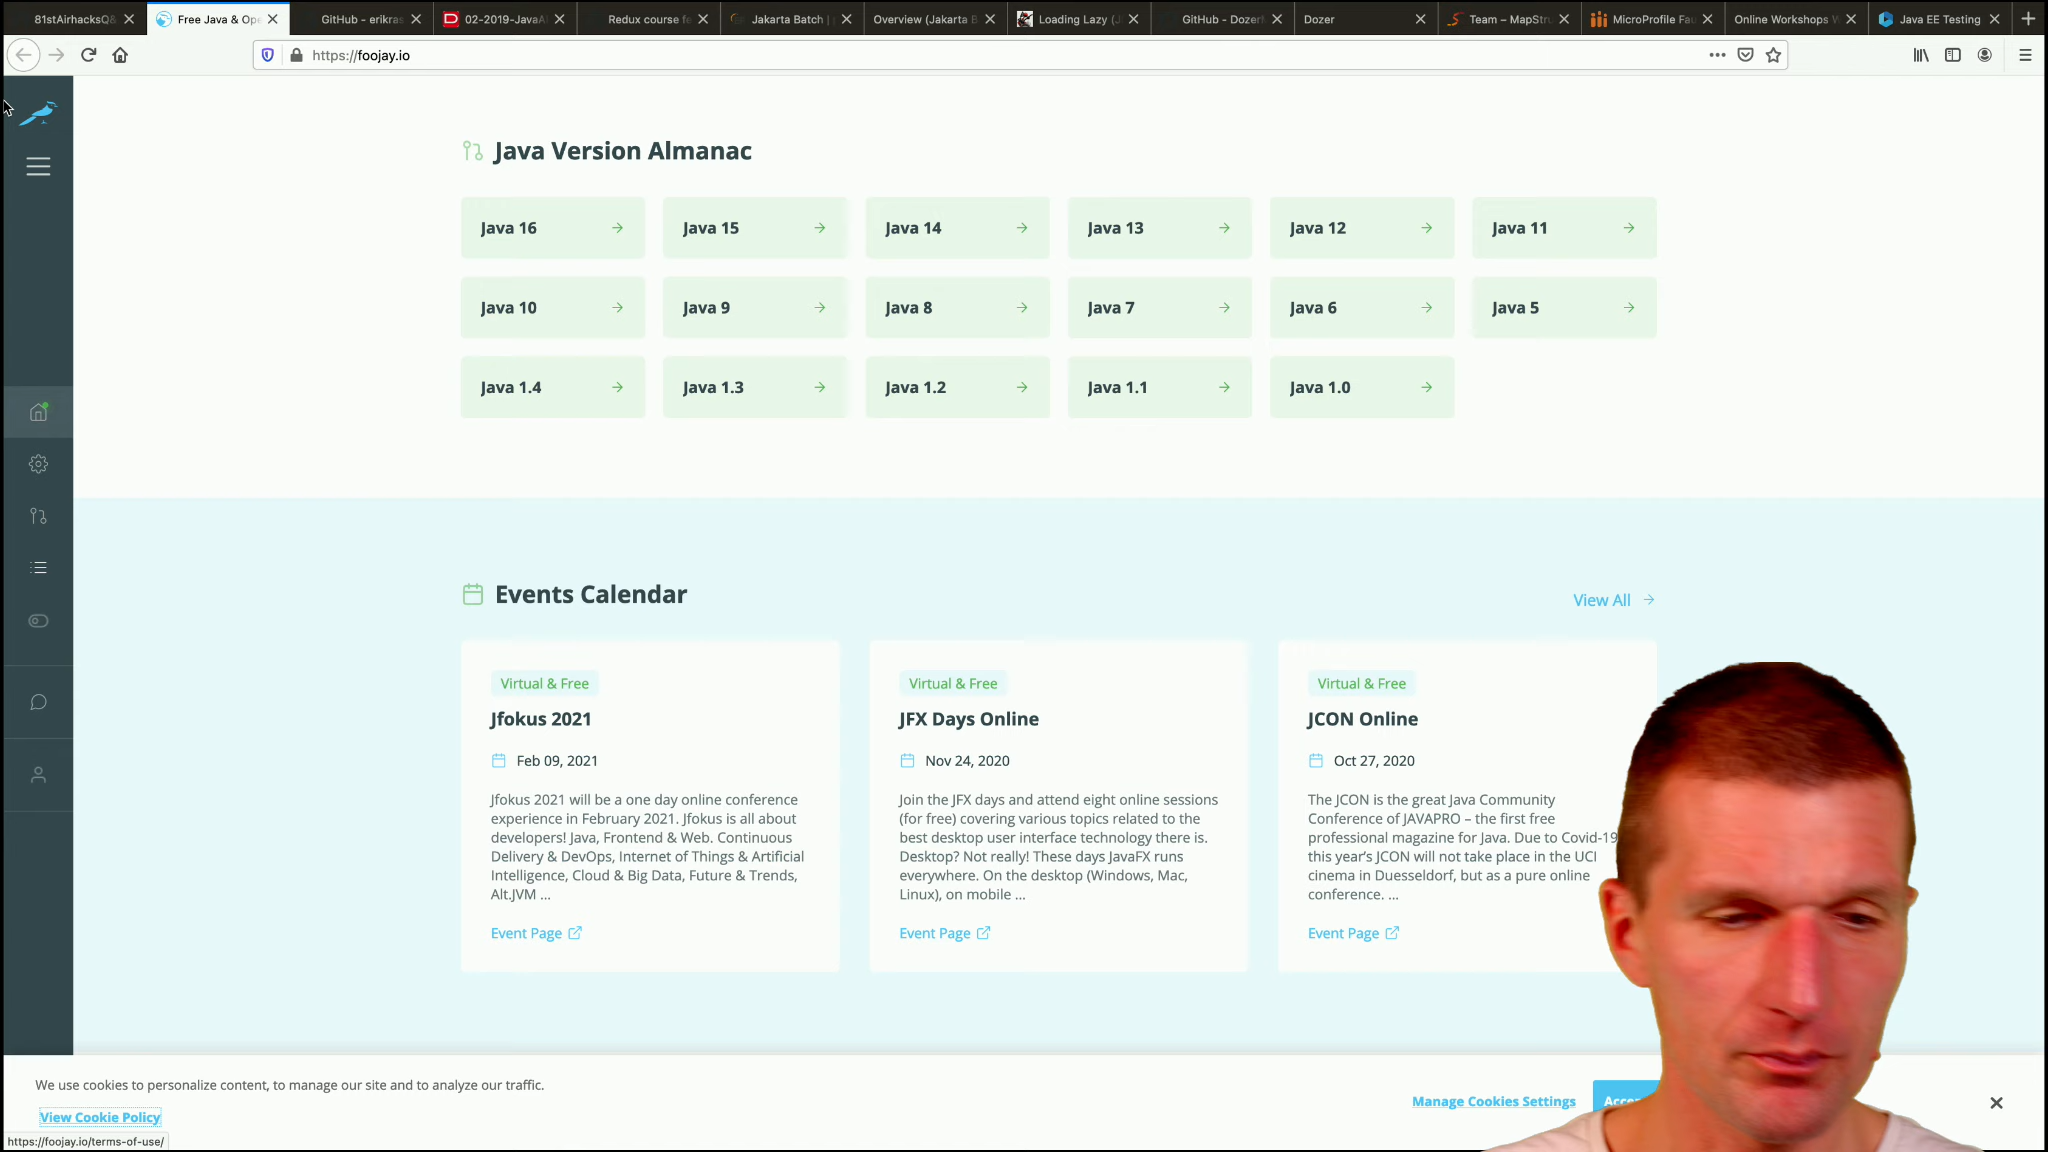 81stAirhacksQ&
Free Java & Ope
GitHub - erikras
02-2019-JavaA
Redux course fe
Jakarta Batch |
Overview (Jakarta B
Loading Lazy (J
GitHub - Dozer
Dozer
Team – MapStru
MicroProfile Fau
Online Workshops W
Java EE Testing
https://foojay.io
Java Version Almanac
Java 16
Java 15
Java 14
Java 13
Java 12
Java 11
Java 10
Java 9
Java 8
Java 7
Java 6
Java 5
Java 1.4
Java 1.3
Java 1.2
Java 1.1
Java 1.0
Events Calendar
View All
Virtual & Free
Jfokus 2021
Feb 09, 2021
Jfokus 2021 will be a one day online conference
experience in February 2021. Jfokus is all about
developers! Java, Frontend & Web. Continuous
Delivery & DevOps, Internet of Things & Artificial
Intelligence, Cloud & Big Data, Future & Trends,
Alt.JVM ...
Event Page
Virtual & Free
JFX Days Online
Nov 24, 2020
Join the JFX days and attend eight online sessions
(for free) covering various topics related to the
best desktop user interface technology there is.
Desktop? Not really! These days JavaFX runs
everywhere. On the desktop (Windows, Mac,
Linux), on mobile ...
Event Page
Virtual & Free
JCON Online
Oct 27, 2020
The JCON is the great Java Community
Conference of JAVAPRO – the first free
professional magazine for Java. Due to Covid-19
this year's JCON will not take place in the UCI
cinema in Duesseldorf, but as a pure online
conference. ...
Event Page
We use cookies to personalize content, to manage our site and to analyze our traffic.
View Cookie Policy
Manage Cookies Settings
https://foojay.io/terms-of-use/